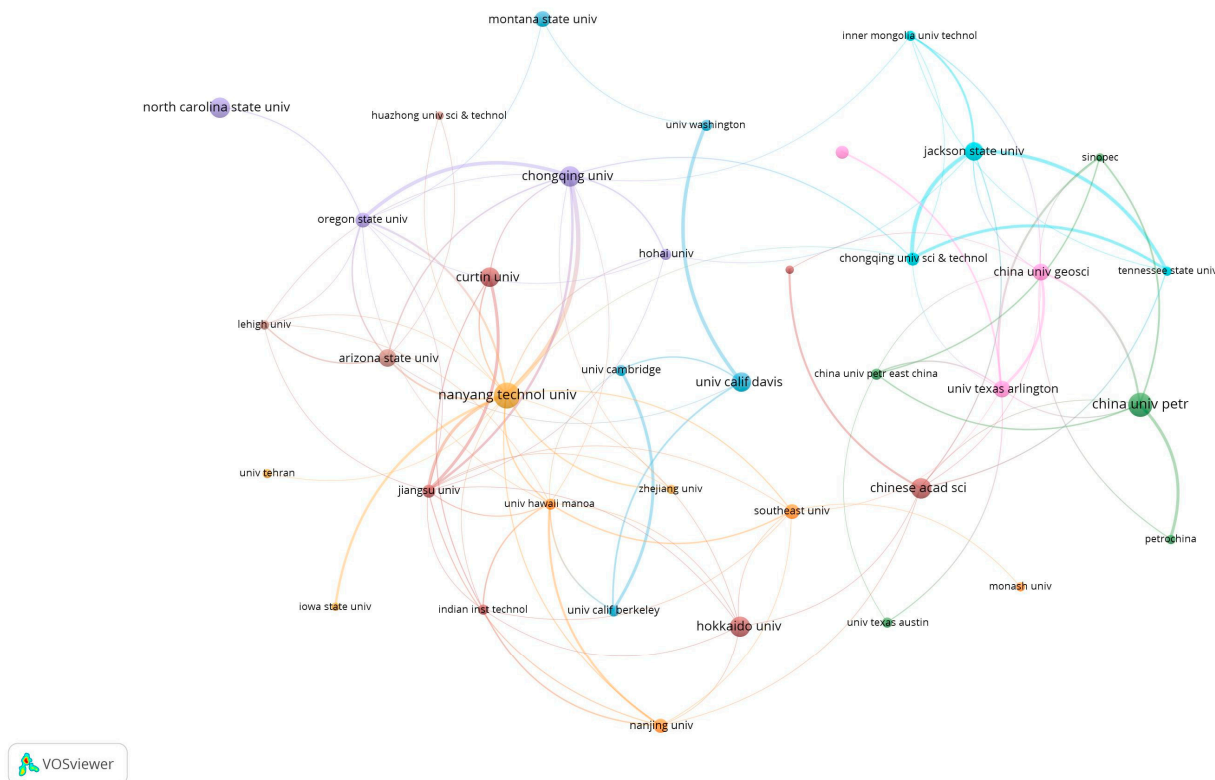 montana state univ
inner mongolia univ technol
north carolina state univ
huazhong univ sci & technol
univ washington
jackson state univ
sinopec
chongqing univ
oregon state univ
hohai univ
chongqing univ sci & technol
china univ geosci
tennessee state univ
curtin univ
lehigh univ
arizona state univ
univ cambridge
univ calif davis
china univ petr east china
univ texas arlington
nanyang technol univ
china univ petr
univ tehran
jiangsu univ
zhejiang univ
chinese acad sci
univ hawaii manoa
southeast univ
petrochina
monash univ
iowa state univ
indian inst technol
univ calif berkeley
hokkaido univ
univ texas austin
nanjing univ
VOSviewer